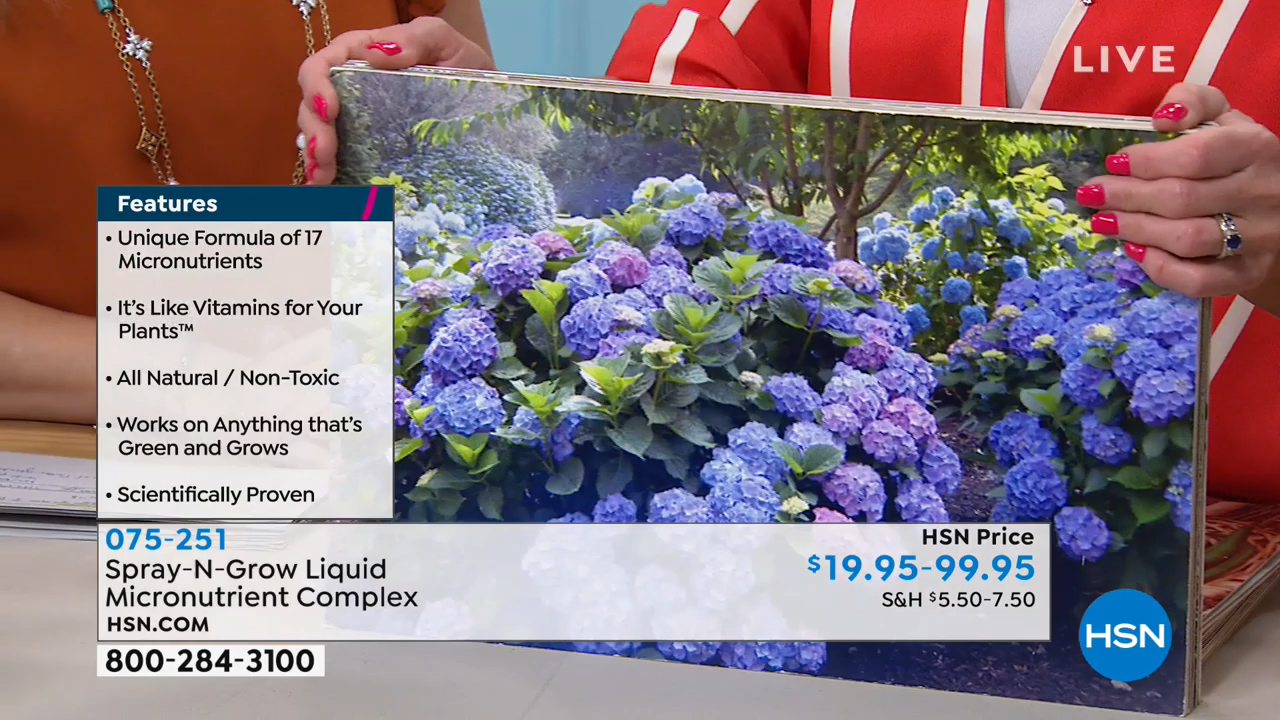 LIVE
Features
• Unique Formula of 17
Micronutrients
• It's Like Vitamins for Your
Plants™
• All Natural / Non-Toxic
• Works on Anything that's
Green and Grows
• Scientifically Proven
075-251
Spray-N-Grow Liquid
Micronutrient Complex
HSN.COM
HSN Price
$19.95-99.95
S&H $5.50-7.50
800-284-3100
HSN